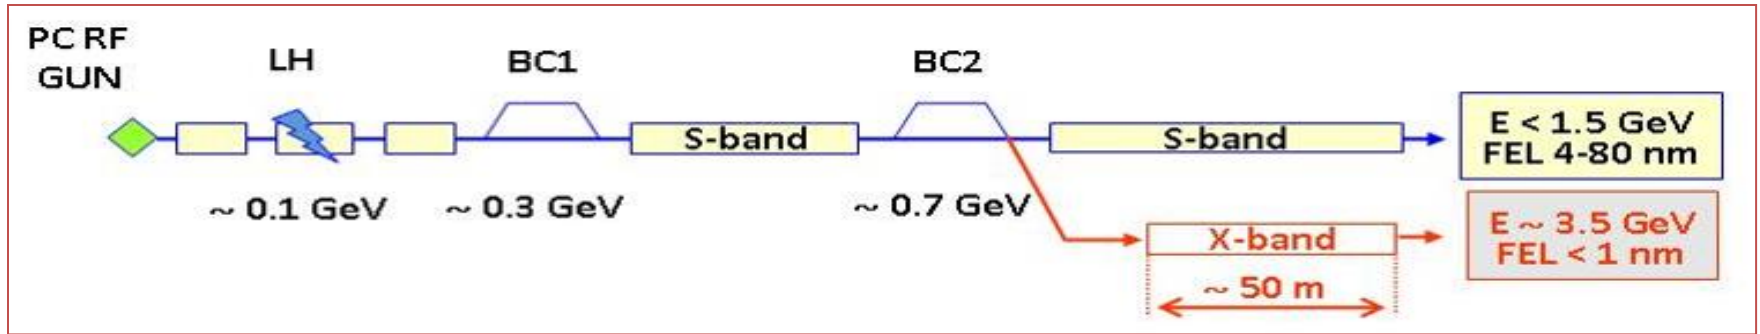 PC RF
GUN
LH
BC1
BC2
S-band
S-band
E < 1.5 GeV
FEL 4-80 nm
~ 0.1 GeV
~ 0.3 GeV
~ 0.7 GeV
X-band
E ~ 3.5 GeV
FEL < 1 nm
~ 50 m